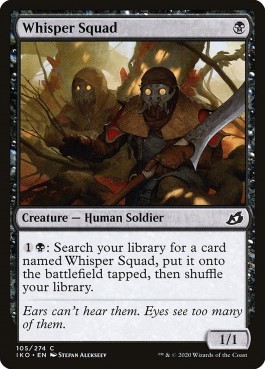 Whisper Squad
Creature — Human Soldier
1: Search your library for a card
named Whisper Squad, put it onto
the battlefield tapped, then shuffle
your library.
Ears can't hear them. Eyes see too many
of them.
1/1
105/274 C
IKO • EN Stepan Alekseev
™ & © 2020 Wizards of the Coast